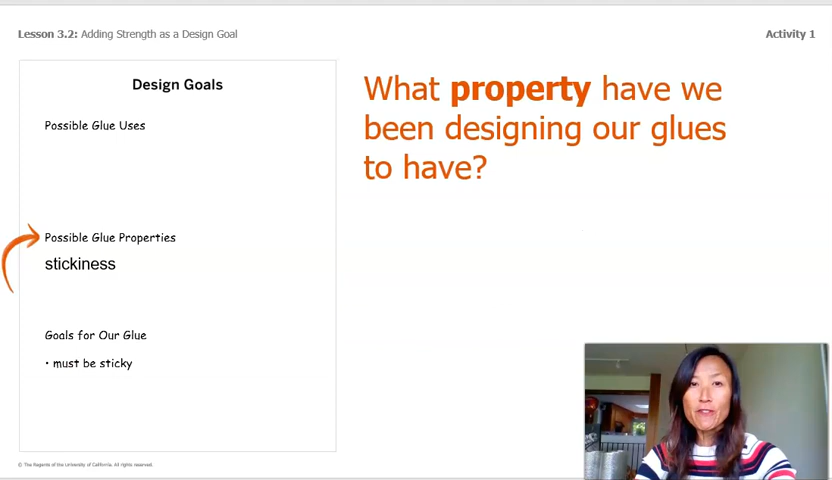 Lesson 3.2: Adding Strength as a Design Goal
Activity 1
Design Goals
Possible Glue Uses
Possible Glue Properties
stickiness
Goals for Our Glue
• must be sticky
What property have we
been designing our glues
to have?
© The Regents of the University of California. All rights reserved.